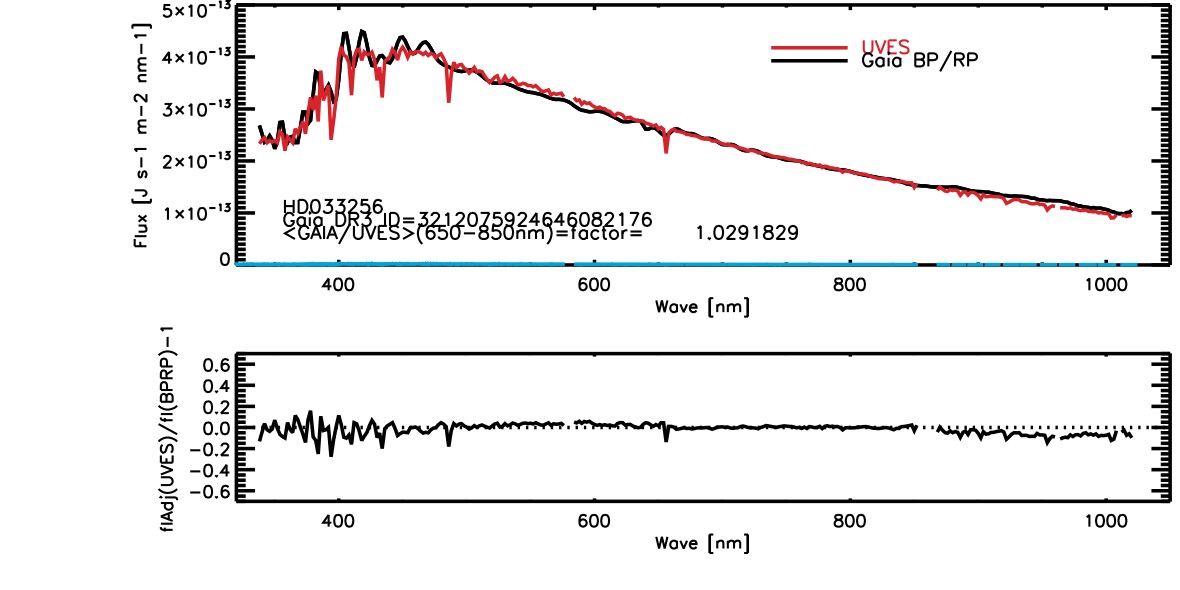 5×10−13
4×10−13
3×10−13
2×10−13
1×10−13
0
Flux [J s−1 m−2 nm−1]
UVES
Gaia BP/RP
HD033256
Gaia DR3 ID=3212075924646082176
<GAIA/UVES>(650−850nm)=factor= 1.0291829
400 600 800 1000
Wave [nm]
flAdj(UVES)/fl(BPRP)−1
0.6
0.4
0.2
0.0
−0.2
−0.4
−0.6
400 600 800 1000
Wave [nm]